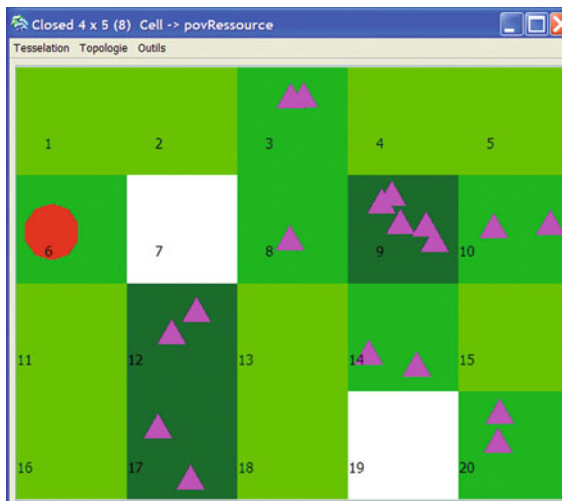 Closed 4 x 5 (8) Cell -> povRessource
Tesselation Topologie Outils
1 2 3 4 5
6 7 8 9 10
11 12 13 14 15
16 17 18 19 20